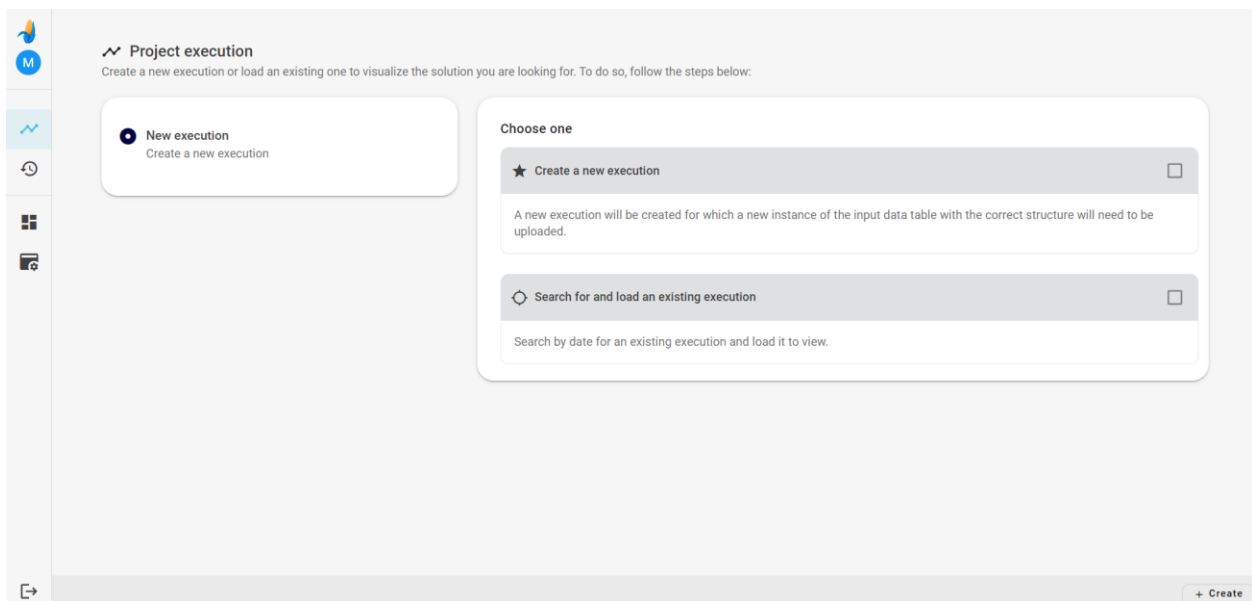 M
Project execution
Create a new execution or load an existing one to visualize the solution you are looking for. To do so, follow the steps below:
New execution
Create a new execution
Choose one
Create a new execution
A new execution will be created for which a new instance of the input data table with the correct structure will need to be
uploaded.
Search for and load an existing execution
Search by date for an existing execution and load it to view.
+ Create